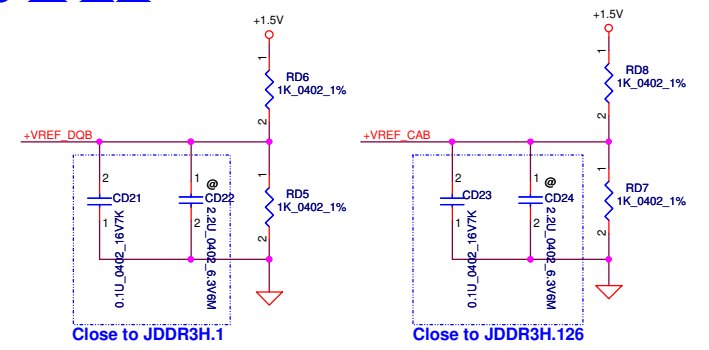 +1.5V
1
RD6
1K_0402_1%
2
+VREF_DQB
2
CD21
1
0.1U_0402_16V7K
1
@
CD22
2
2.2U_0402_6.3V6M
1
RD5
1K_0402_1%
2
Close to JDDR3H.1
+1.5V
1
RD8
1K_0402_1%
2
+VREF_CAB
2
CD23
1
0.1U_0402_16V7K
1
@
CD24
2
2.2U_0402_6.3V6M
1
RD7
1K_0402_1%
2
Close to JDDR3H.126